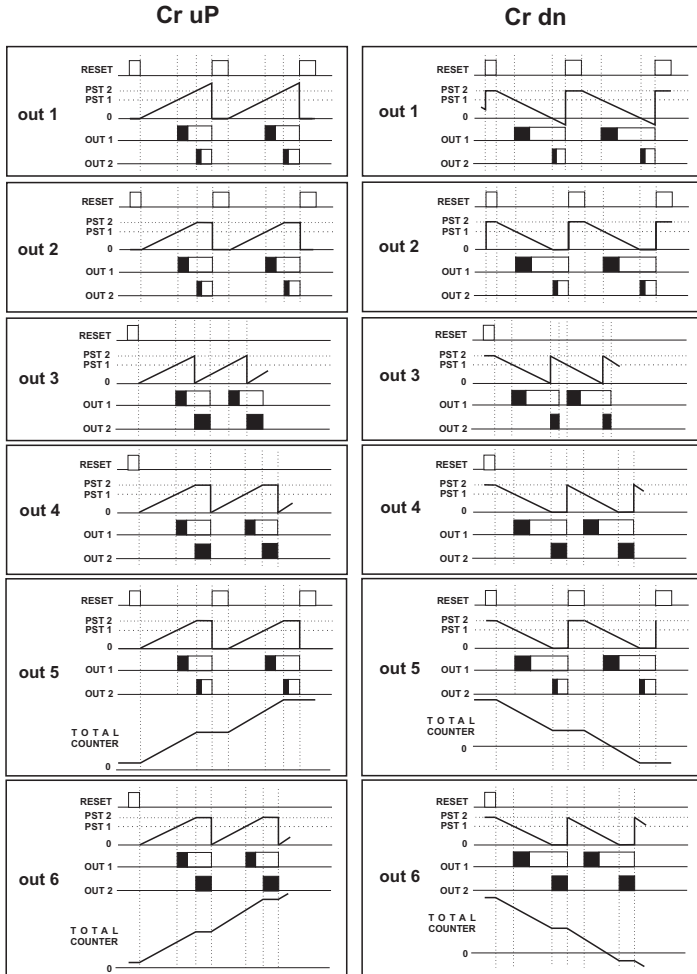 Cr uP
Cr dn
out 1
RESET
PST 2
PST 1
0
OUT 1
OUT 2
out 1
RESET
PST 2
PST 1
0
OUT 1
OUT 2
out 2
RESET
PST 2
PST 1
0
OUT 1
OUT 2
out 2
RESET
PST 2
PST 1
0
OUT 1
OUT 2
out 3
RESET
PST 2
PST 1
0
OUT 1
OUT 2
out 3
RESET
PST 2
PST 1
0
OUT 1
OUT 2
out 4
RESET
PST 2
PST 1
0
OUT 1
OUT 2
out 4
RESET
PST 2
PST 1
0
OUT 1
OUT 2
out 5
RESET
PST 2
PST 1
0
OUT 1
OUT 2
TOTAL
COUNTER
0
out 5
RESET
PST 2
PST 1
0
OUT 1
OUT 2
TOTAL
COUNTER
0
out 6
RESET
PST 2
PST 1
0
OUT 1
OUT 2
TOTAL
COUNTER
0
out 6
RESET
PST 2
PST 1
0
OUT 1
OUT 2
TOTAL
COUNTER
0